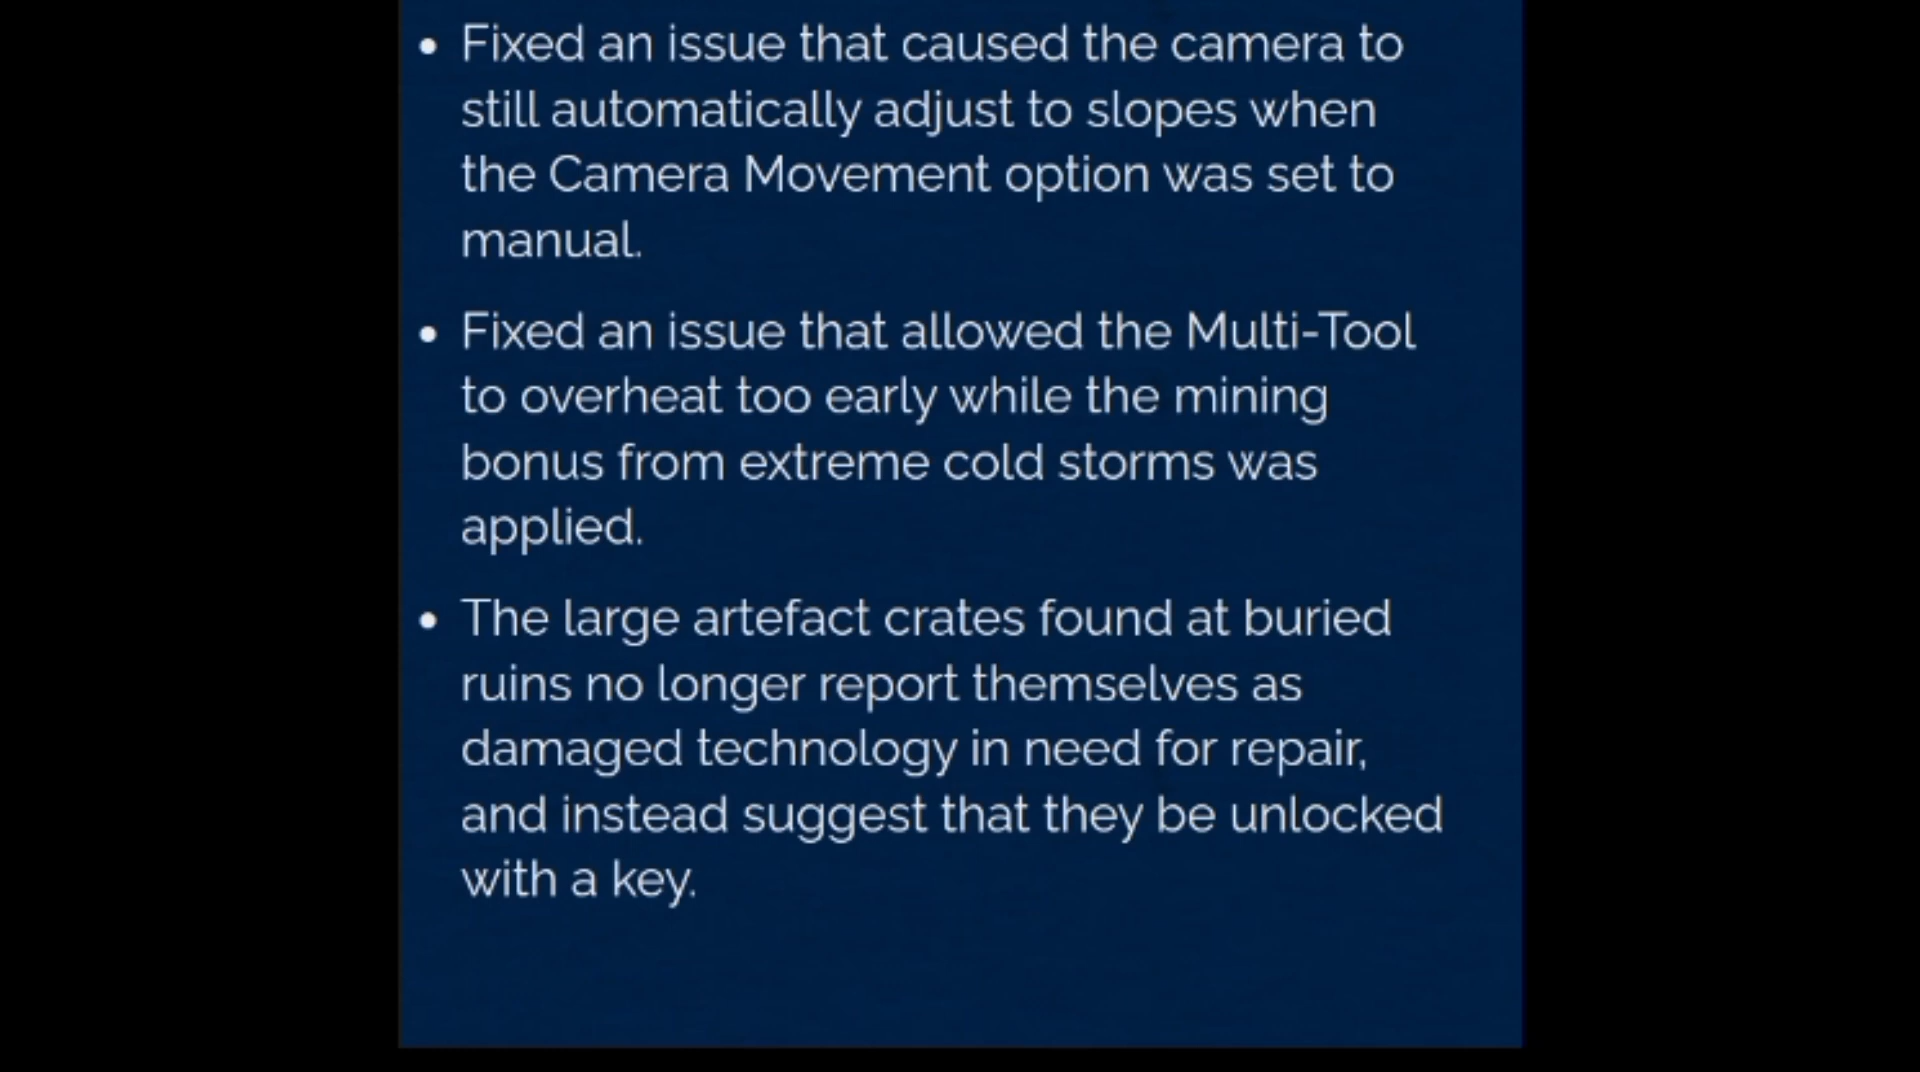 • Fixed an issue that caused the camera to
still automatically adjust to slopes when
the Camera Movement option was set to
manual.
• Fixed an issue that allowed the Multi-Tool
to overheat too early while the mining
bonus from extreme cold storms was
applied.
• The large artefact crates found at buried
ruins no longer report themselves as
damaged technology in need for repair,
and instead suggest that they be unlocked
with a key.